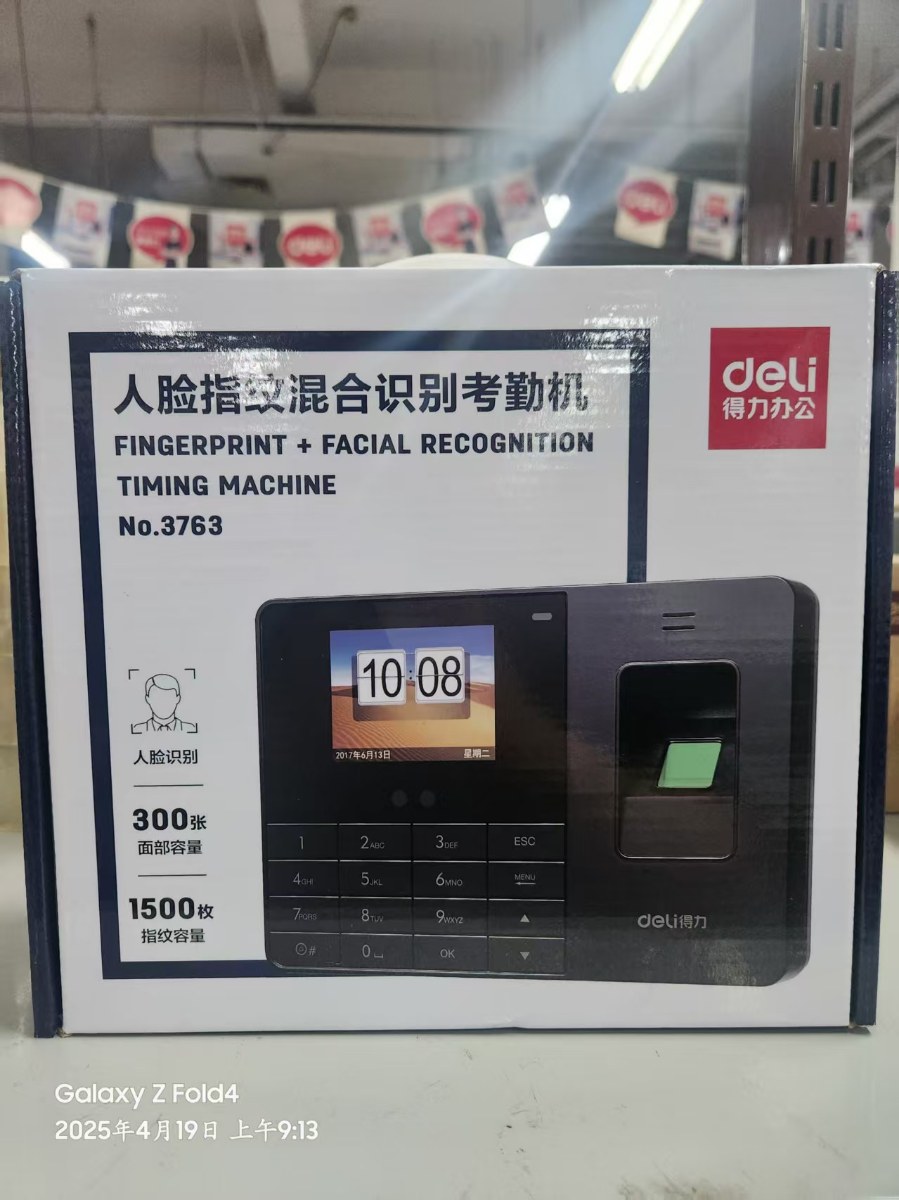 deli
deli
得力办公
人脸指纹混合识别考勤机
FINGERPRINT + FACIAL RECOGNITION
TIMING MACHINE
No.3763
10:08
2017年6月13日 星期二
人脸识别
300张
面部容量
1500枚
指纹容量
1 2ABC 3DEF ESC
4GHI 5JKL 6MNO MENU
7PQRS 8TUV 9WXYZ
# 0 OK
deli得力
Galaxy Z Fold4
2025年4月19日 上午9:13